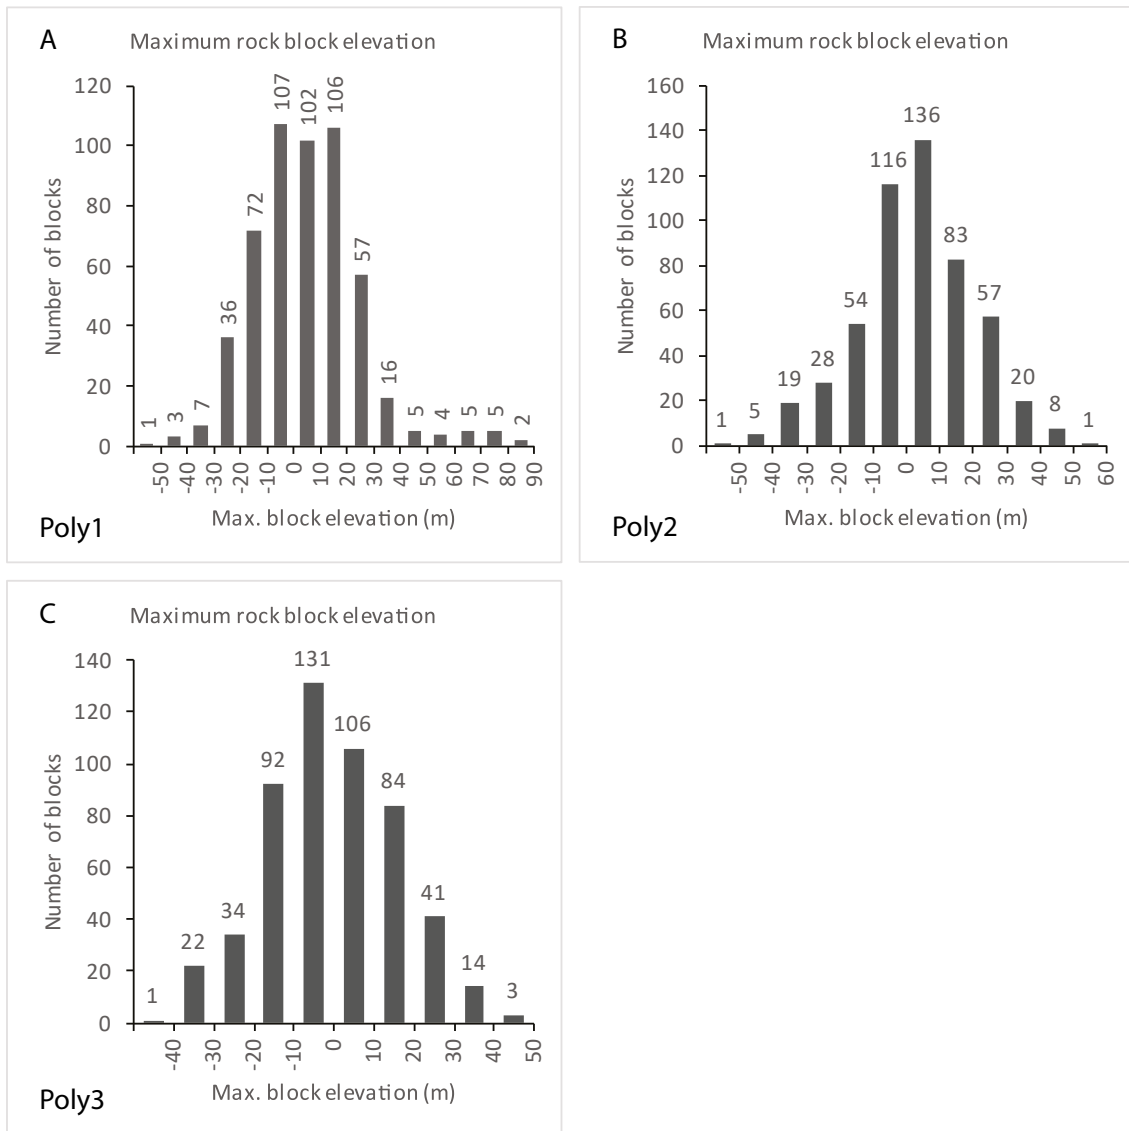 A
Maximum rock block elevation
120
100
80
60
40
20
0
Number of blocks
1 3 7 36 72 107 102 106 57 16 5 4 5 5 2
-50 -40 -30 -20 -10 0 10 20 30 40 50 60 70 80 90
Max. block elevation (m)
Poly1
B
Maximum rock block elevation
160
140
120
100
80
60
40
20
0
Number of blocks
1 5 19 28 54 116 136 83 57 20 8 1
-50 -40 -30 -20 -10 0 10 20 30 40 50 60
Max. block elevation (m)
Poly2
C
Maximum rock block elevation
140
120
100
80
60
40
20
0
Number of blocks
1 22 34 92 131 106 84 41 14 3
-40 -30 -20 -10 0 10 20 30 40 50
Max. block elevation (m)
Poly3